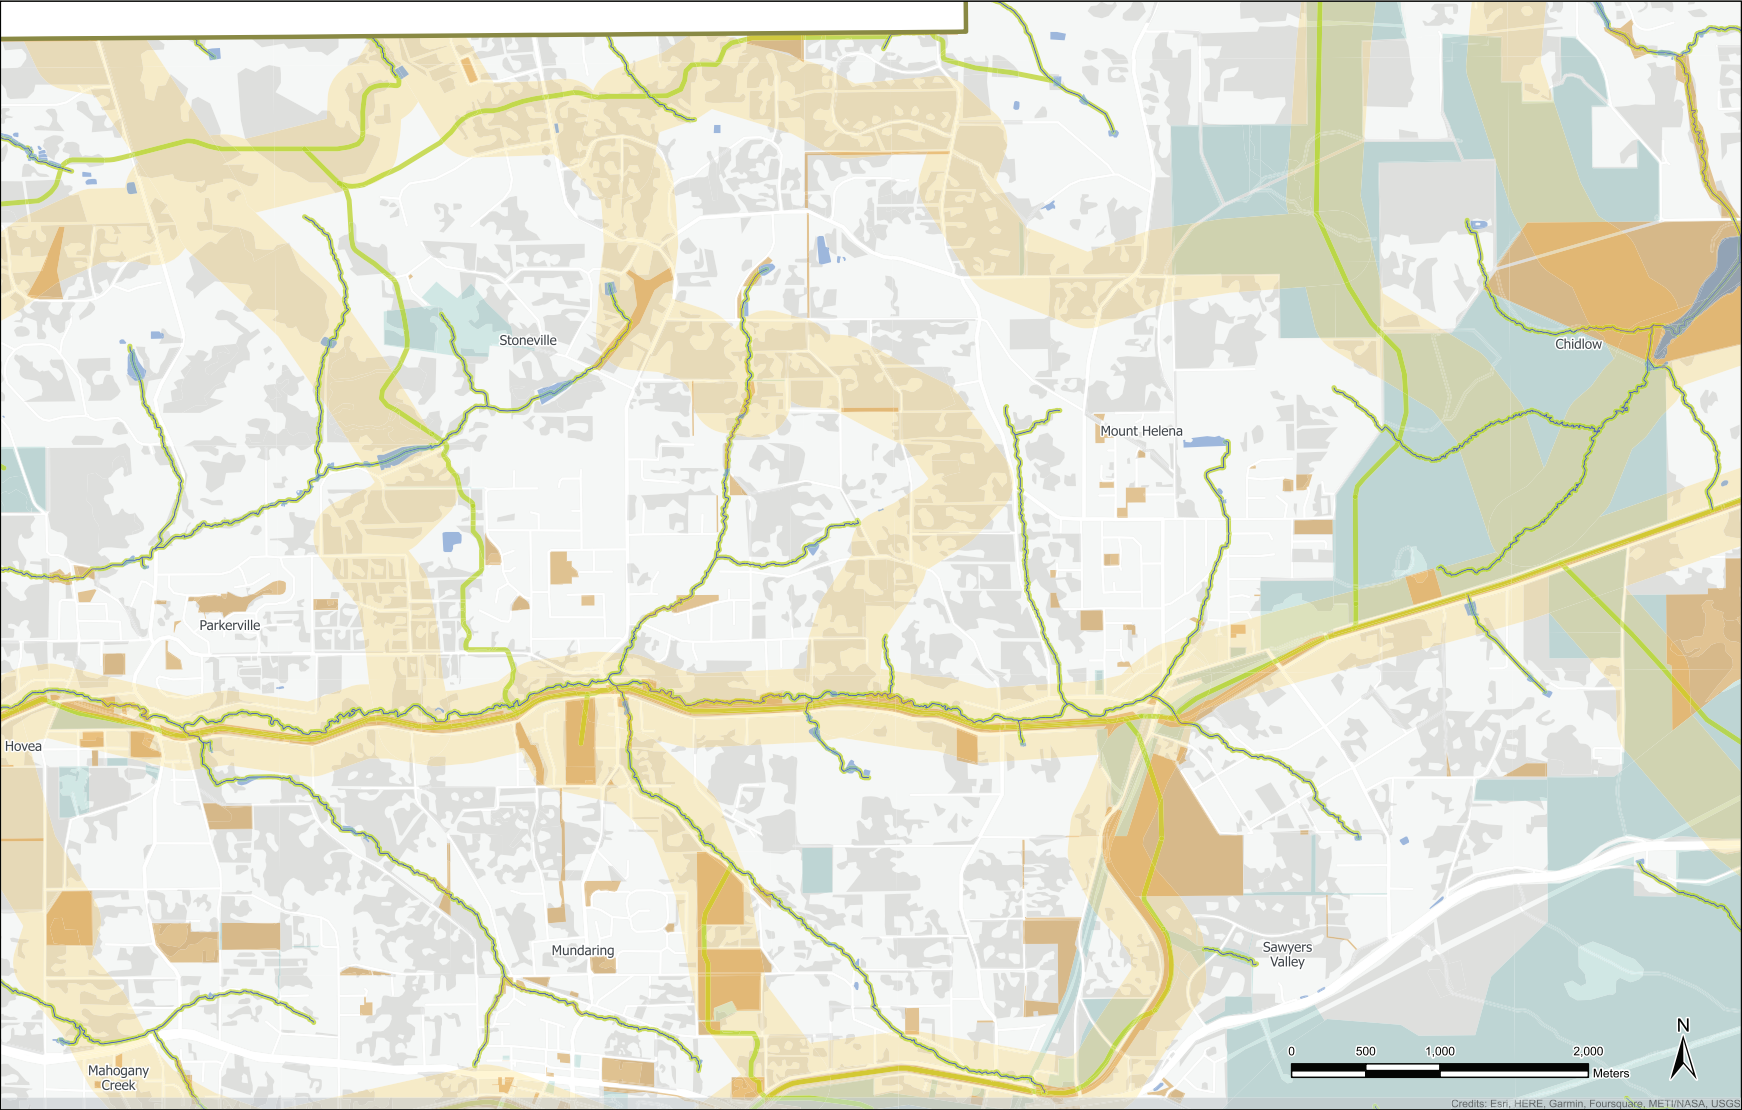 Stoneville
Chidlow
Mount Helena
Parkerville
Hovea
Mundaring
Sawyers
Valley
Mahogany
Creek
N
0 500 1,000 2,000
Meters
Credits: Esri, HERE, Garmin, Foursquare, METI/NASA, USGS